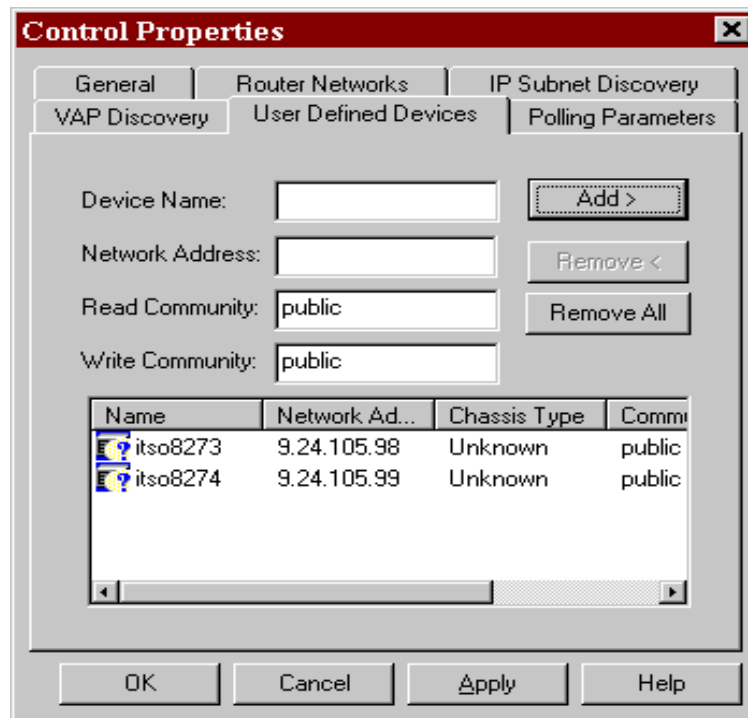 Control Properties
General Router Networks IP Subnet Discovery
VAP Discovery User Defined Devices Polling Parameters
Device Name: Add >
Network Address: Remove <
Read Community: public Remove All
Write Community: public
Name Network Ad... Chassis Type Commu
itso8273 9.24.105.98 Unknown public
itso8274 9.24.105.99 Unknown public
OK Cancel Apply Help